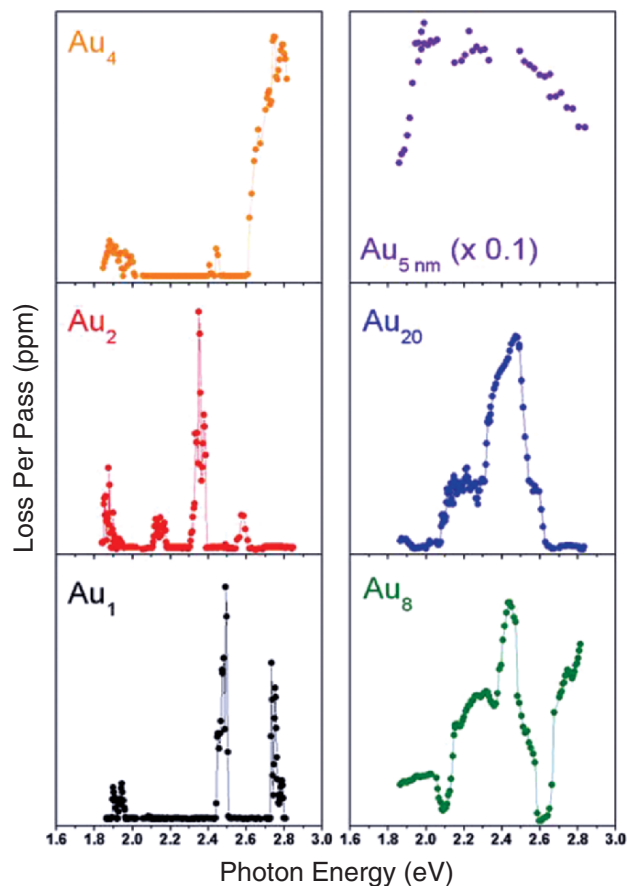 Au4
Au5 nm (x 0.1)
Au2
Au20
Au1
Au8
Loss Per Pass (ppm)
1.6 1.8 2.0 2.2 2.4 2.6 2.8 3.0
1.6 1.8 2.0 2.2 2.4 2.6 2.8 3.0
Photon Energy (eV)